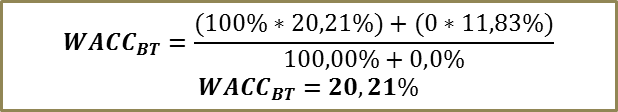 WACC_BT = (100% * 20,21%) + (0 * 11,83%) / 100,00% + 0,0%
WACC_BT = 20,21%